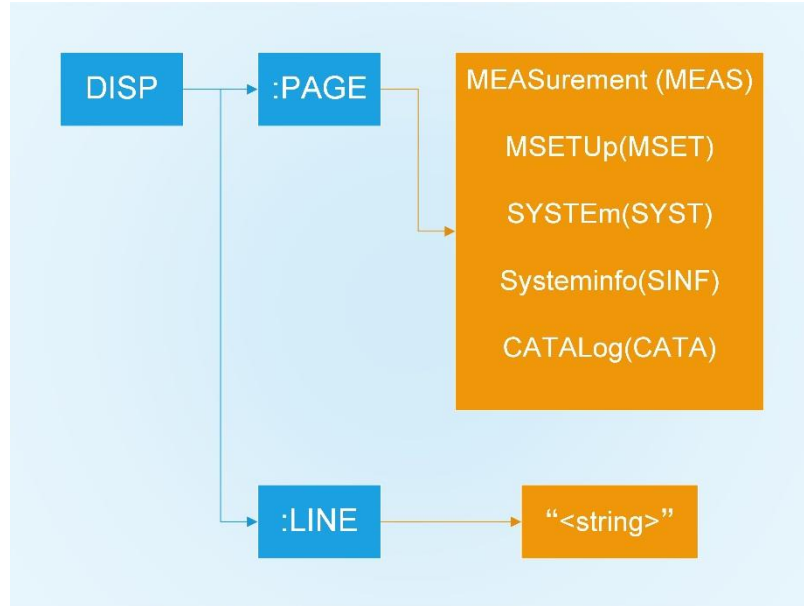 DISP
:PAGE
MEASurement (MEAS)
MSETUp(MSET)
SYSTEm(SYST)
Systeminfo(SINF)
CATALog(CATA)
:LINE
“<string>”